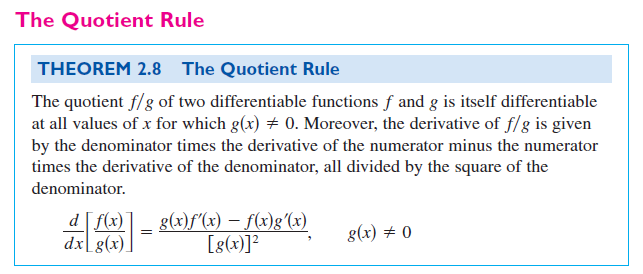 The Quotient Rule
THEOREM 2.8 The Quotient Rule
The quotient f/g of two differentiable functions f and g is itself differentiable
at all values of x for which g(x) ≠ 0. Moreover, the derivative of f/g is given
by the denominator times the derivative of the numerator minus the numerator
times the derivative of the denominator, all divided by the square of the
denominator.
d/dx[f(x)/g(x)] = (g(x)f′(x) − f(x)g′(x))/[g(x)]², g(x) ≠ 0